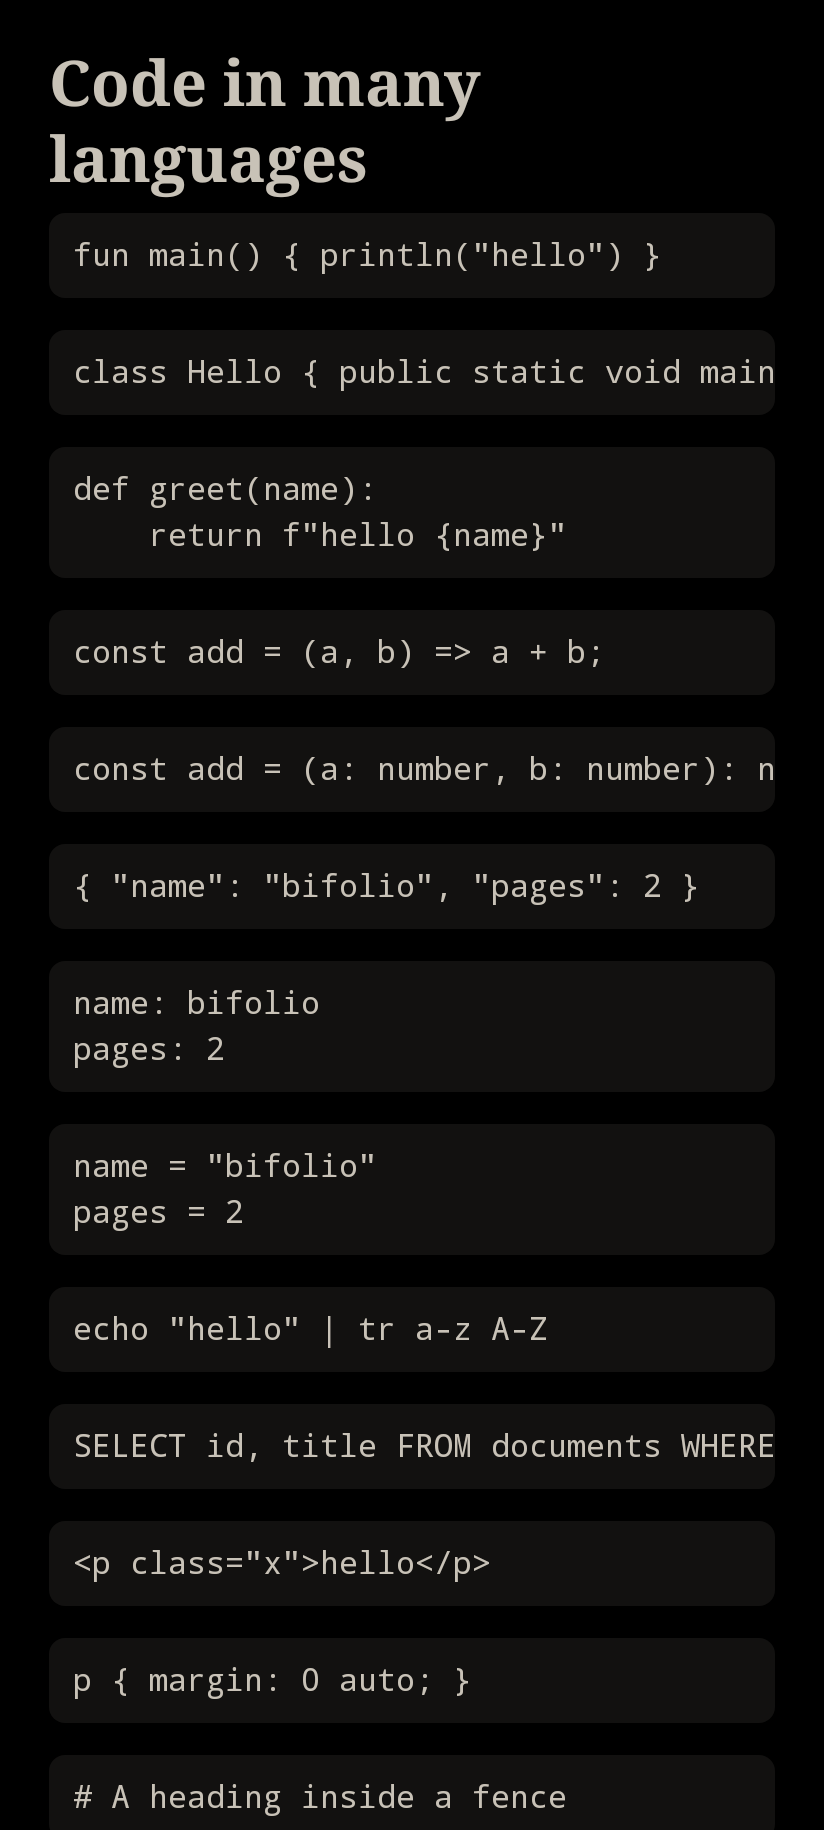 Code in many
languages
fun main() { println("hello") }
class Hello { public static void main
def greet(name):
    return f"hello {name}"
const add = (a, b) => a + b;
const add = (a: number, b: number): n
{ "name": "bifolio", "pages": 2 }
name: bifolio
pages: 2
name = "bifolio"
pages = 2
echo "hello" | tr a-z A-Z
SELECT id, title FROM documents WHERE
<p class="x">hello</p>
p { margin: 0 auto; }
# A heading inside a fence